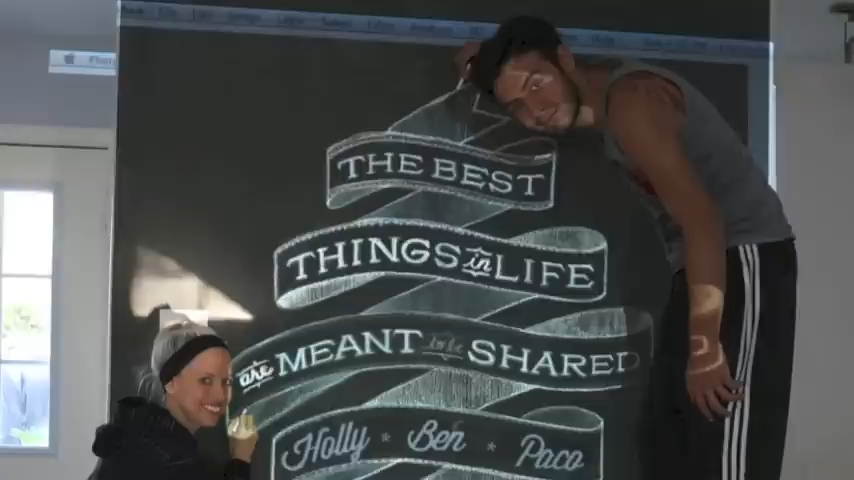 THE BEST
THINGS in LIFE
are MEANT to be SHARED
Holly * Ben * Paco